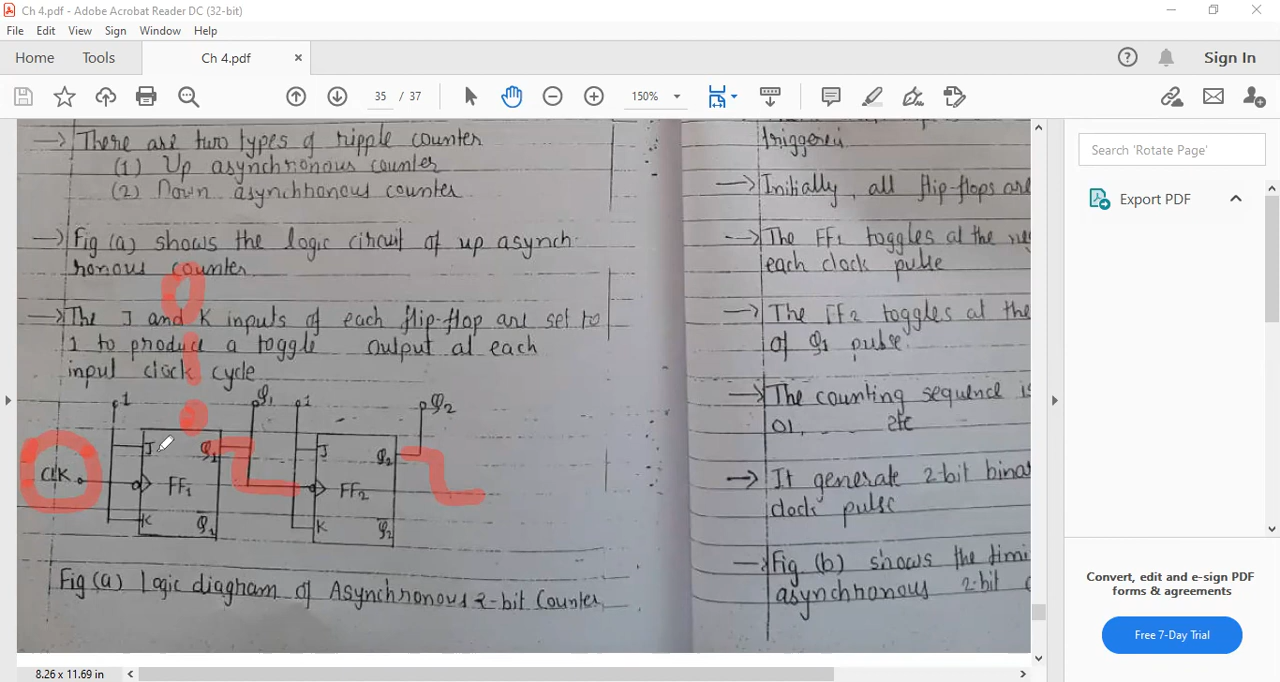 Ch 4.pdf - Adobe Acrobat Reader DC (32-bit)
File Edit View Sign Window Help
Home Tools Ch 4.pdf × Sign In
35 / 37 150%
There are two types of ripple counter
(1) Up asynchronous counter
(2) Down asynchronous counter
Fig (a) shows the logic circuit of up asynch-
ronous counter
The J and K inputs of each flip-flop are set to
1 to produce a toggle output at each
input clock cycle
1 Q1 1 Q2
J Q1 J Q2
CLK FF1 FF2
K Q̅1 K Q̅2
Fig (a) Logic diagram of Asynchronous 2-bit Counter
Initially, all flip-flops are
The FF1 toggles at the neg
each clock pulse
The FF2 toggles at the
of Q1 pulse.
The counting sequence is
01, ........ etc
It generate 2-bit bina
clock pulse
Fig (b) shows the timi
asynchronous 2-bit c
Search 'Rotate Page'
Export PDF
Convert, edit and e-sign PDF
forms & agreements
Free 7-Day Trial
8.26 x 11.69 in